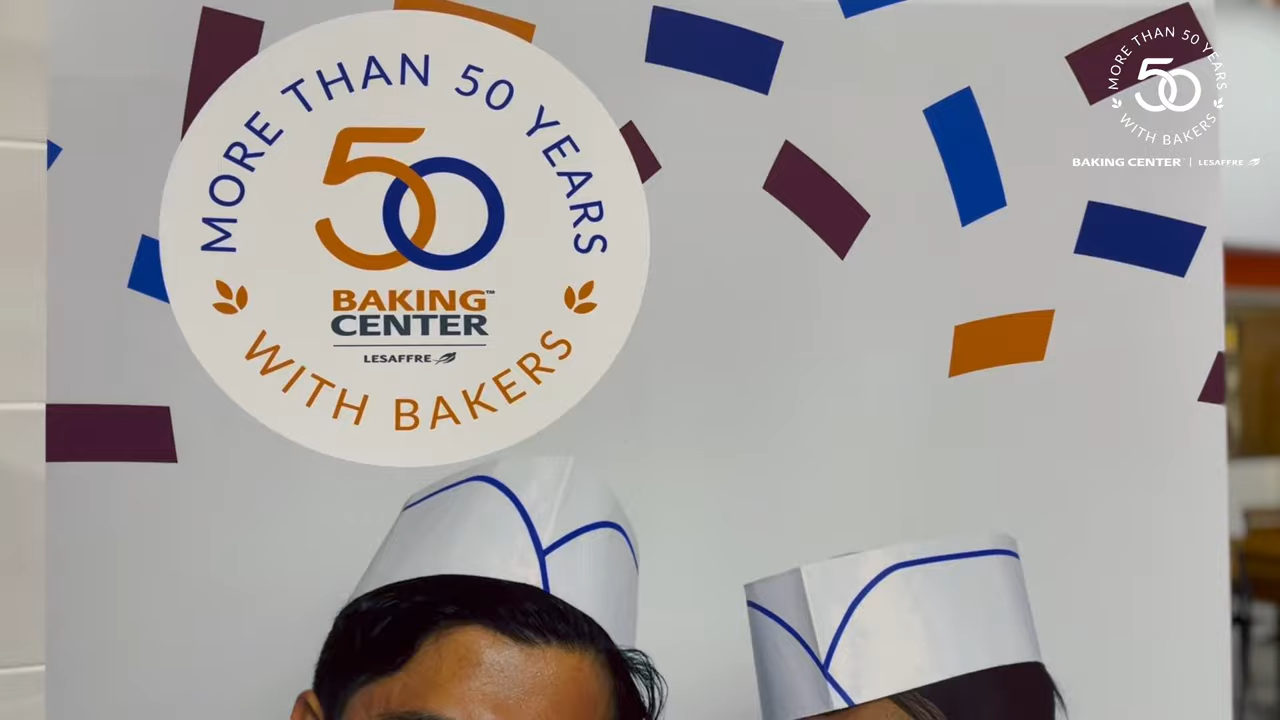 MORE THAN 50 YEARS
50
BAKING™
CENTER
LESAFFRE
WITH BAKERS
MORE THAN 50 YEARS
50
WITH BAKERS
BAKING CENTER | LESAFFRE